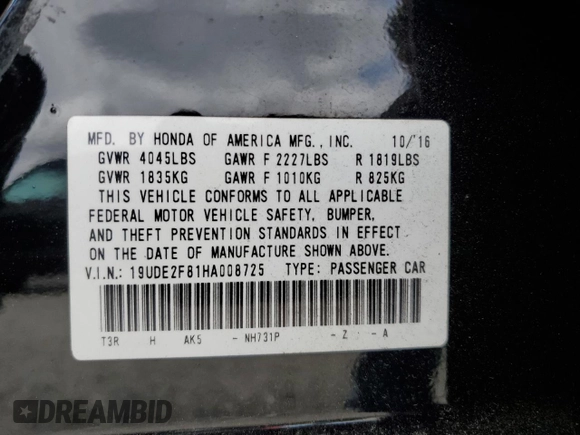 MFD. BY HONDA OF AMERICA MFG., INC. 10/'16
GVWR 4045LBS GAWR F 2227LBS R 1819LBS
GVWR 1835KG GAWR F 1010KG R 825KG
THIS VEHICLE CONFORMS TO ALL APPLICABLE
FEDERAL MOTOR VEHICLE SAFETY, BUMPER,
AND THEFT PREVENTION STANDARDS IN EFFECT
ON THE DATE OF MANUFACTURE SHOWN ABOVE.
V.I.N.: 19UDE2F81HA008725 TYPE: PASSENGER CAR
T3R H AK5 - NH731P - Z - A
DREAMBID